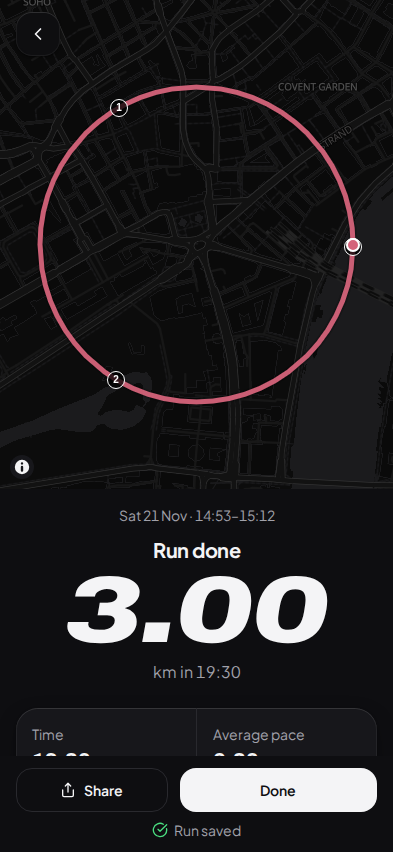 SOHO
COVENT GARDEN
STRAND
1
2
Sat 21 Nov · 14:53–15:12
Run done
3.00
km in 19:30
Time
Average pace
Share
Done
Run saved